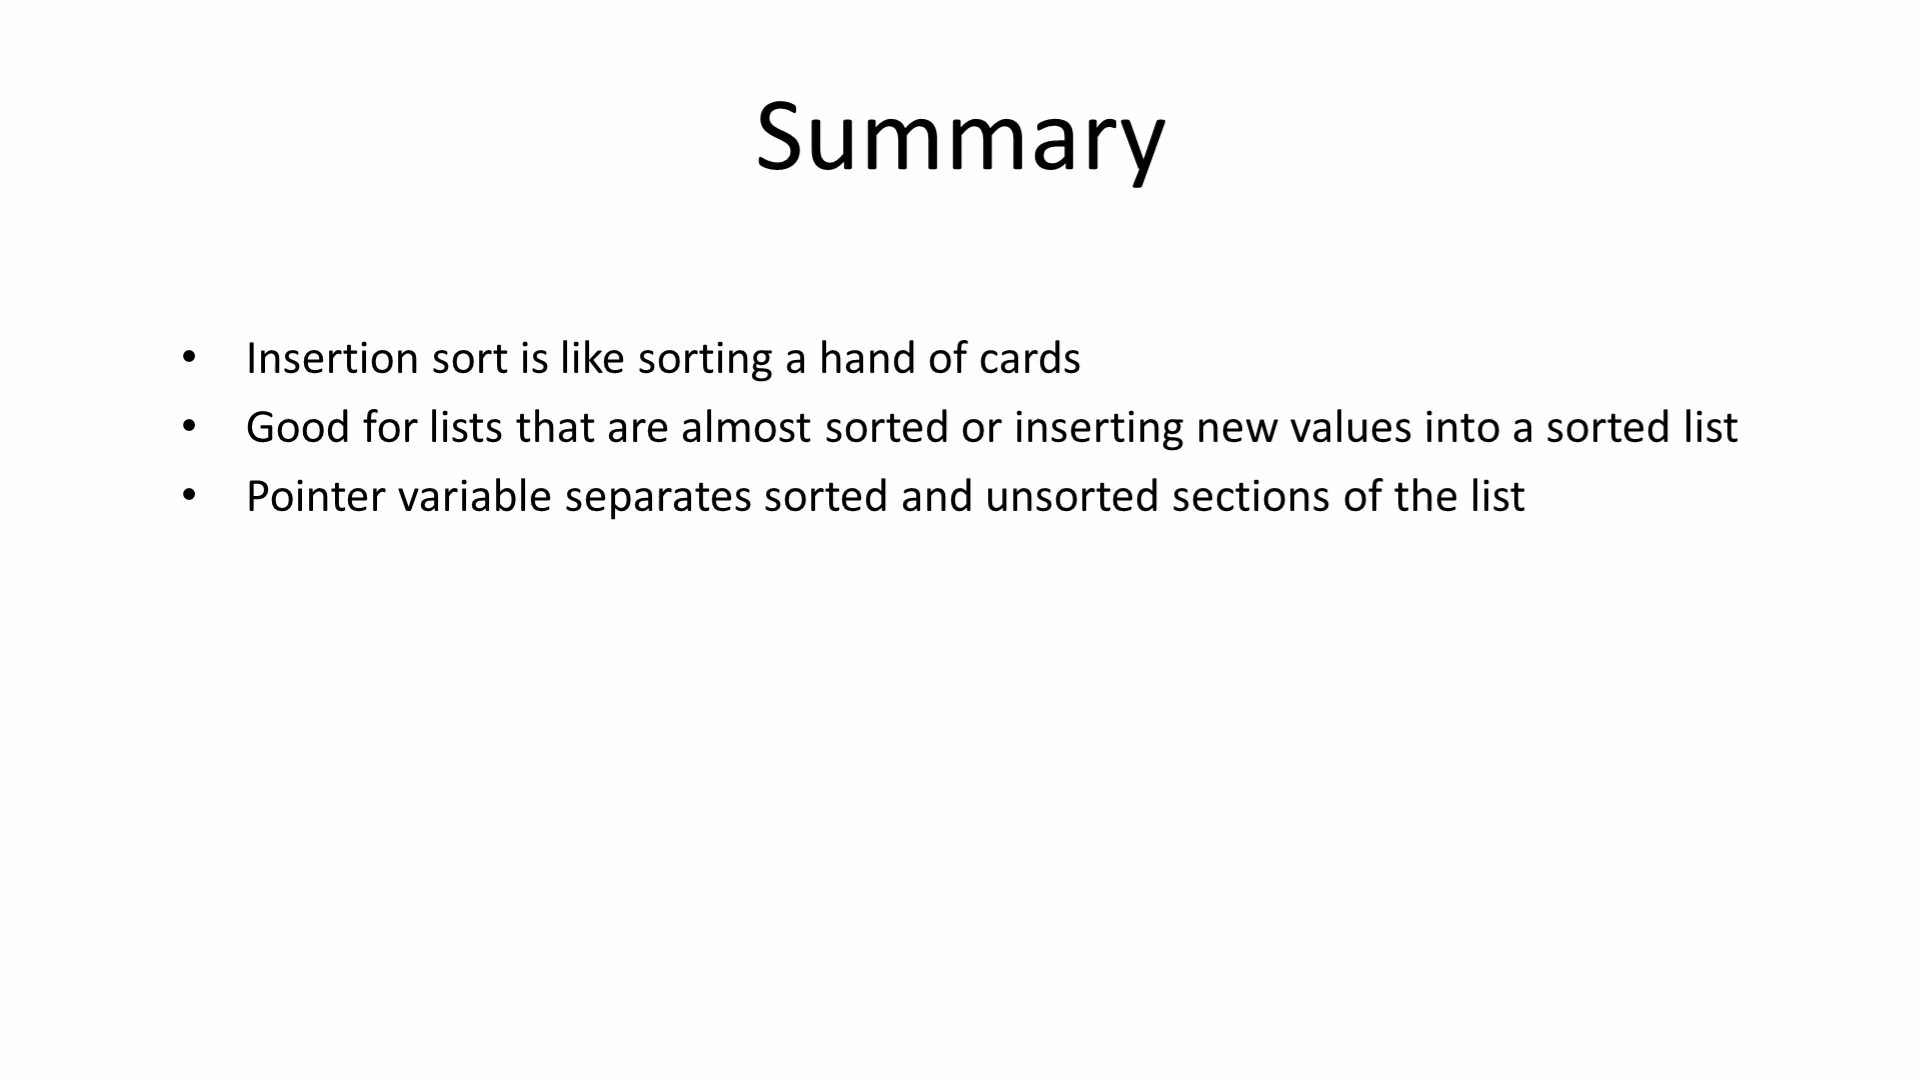 Summary
• Insertion sort is like sorting a hand of cards
• Good for lists that are almost sorted or inserting new values into a sorted list
• Pointer variable separates sorted and unsorted sections of the list